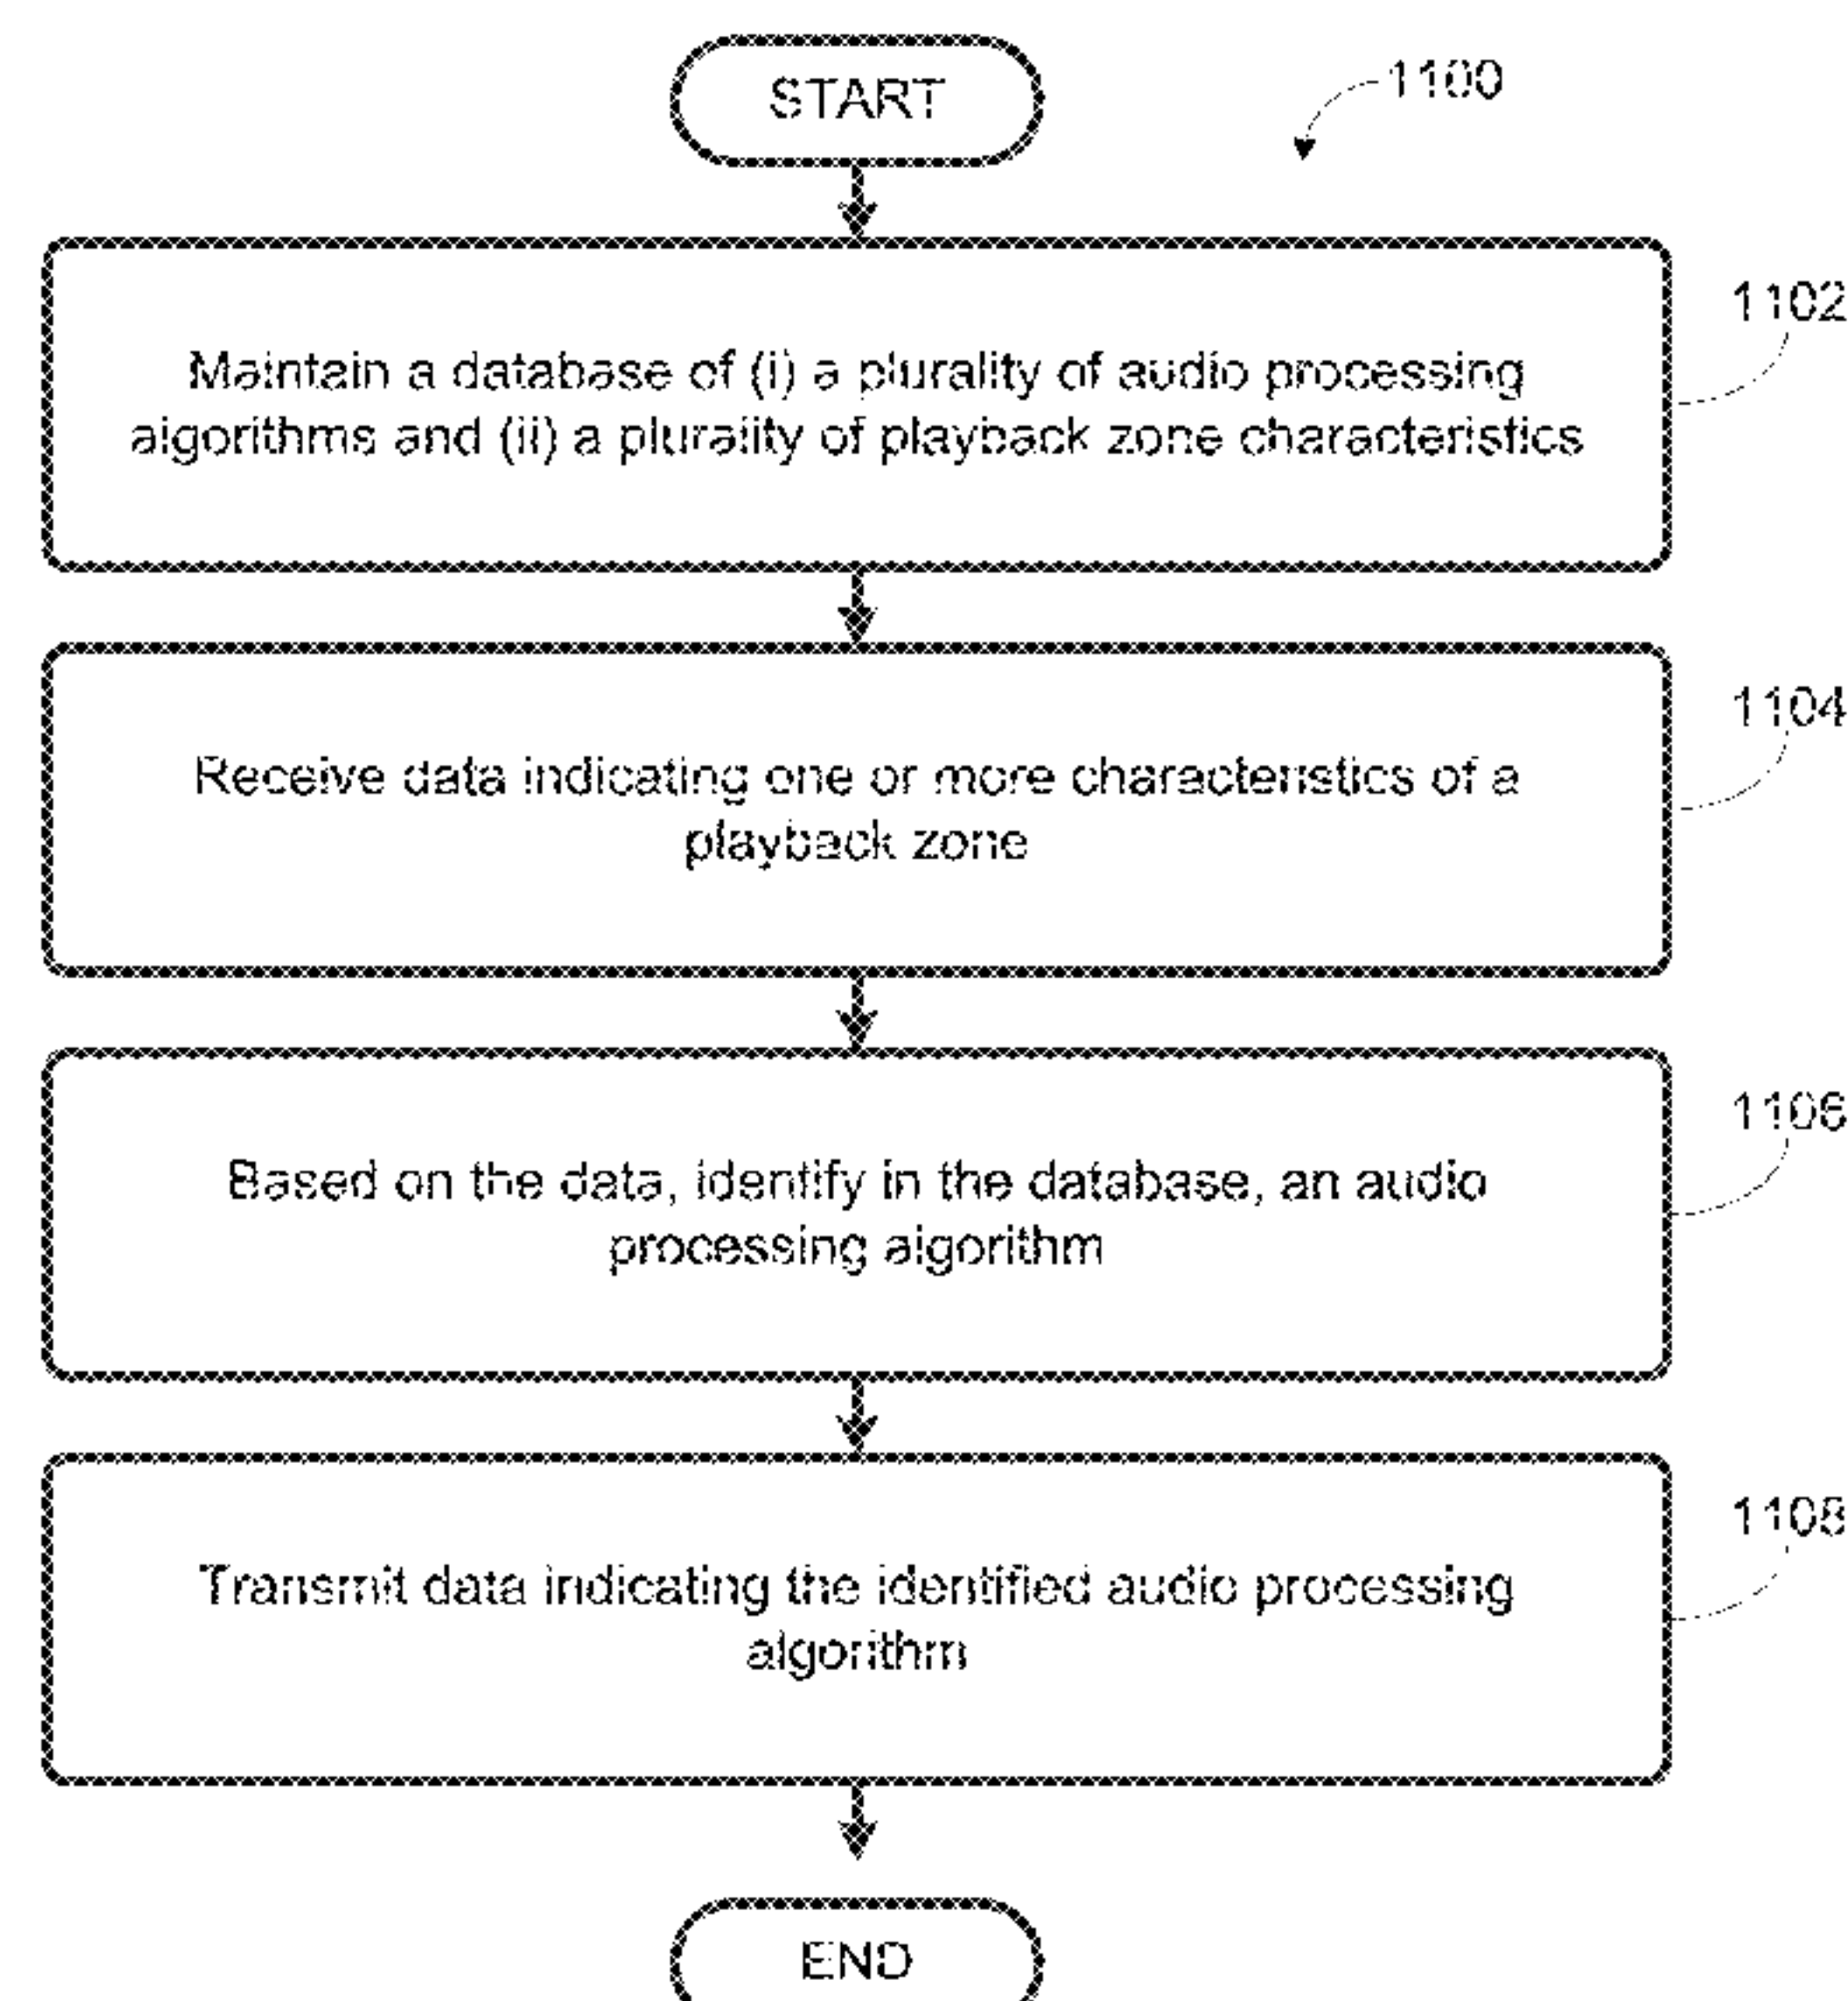 START
1100
1102
Maintain a database of (i) a plurality of audio processing
algorithms and (ii) a plurality of playback zone characteristics
1104
Receive data indicating one or more characteristics of a
playback zone
1106
Based on the data, identify in the database, an audio
processing algorithm
1108
Transmit data indicating the identified audio processing
algorithm
END